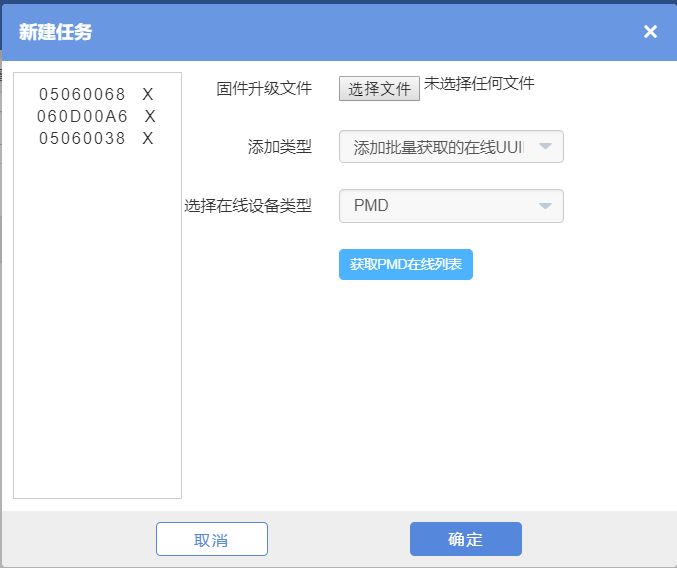 新建任务
×
05060068 X
060D00A6 X
05060038 X
固件升级文件
选择文件 未选择任何文件
添加类型
添加批量获取的在线UUI
选择在线设备类型
PMD
获取PMD在线列表
取消
确定